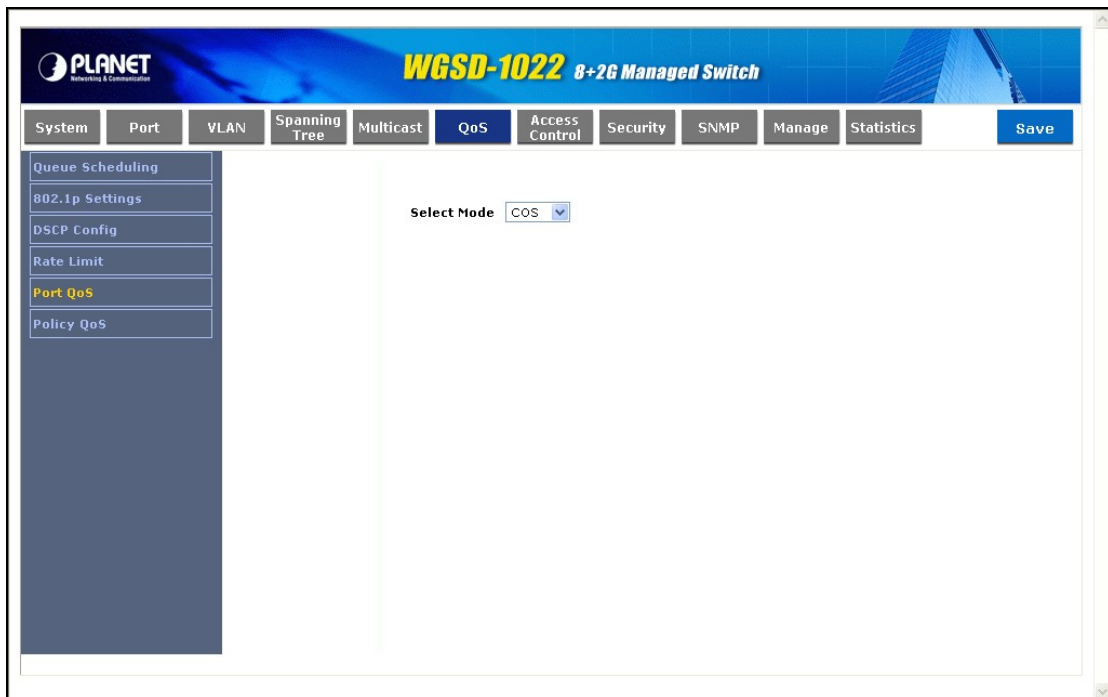 PLANET
Networking & Communication
WGSD-1022 8+2G Managed Switch
System Port VLAN Spanning Tree Multicast QoS Access Control Security SNMP Manage Statistics Save
Queue Scheduling
802.1p Settings
DSCP Config
Rate Limit
Port QoS
Policy QoS
Select Mode COS